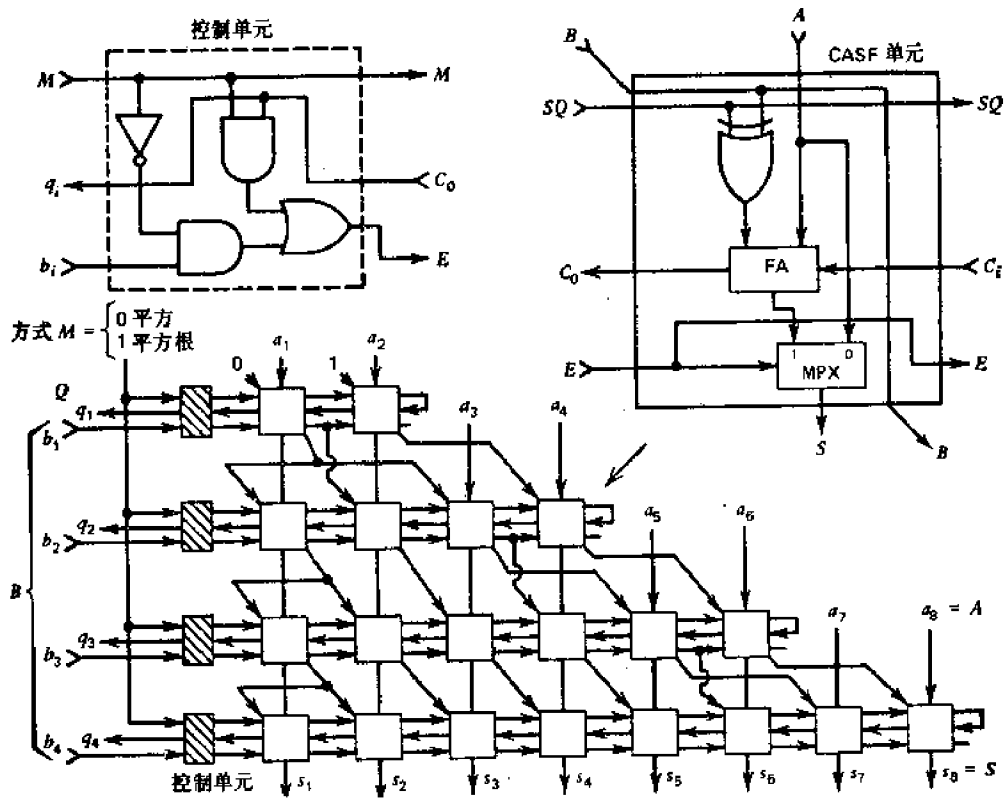 控制单元
M
M
q_i
C_0
b_i
E
A
B
CASF 单元
SQ
SQ
FA
C_0
C_i
1 0
MPX
E
E
S
B
方式 M = { 0 平方
1 平方根
Q
0 a_1 1 a_2
q_1
b_1
a_3 a_4
q_2
b_2
a_5 a_6
B
q_3
b_3
a_7 a_8 = A
q_4
b_4
控制单元
s_1 s_2 s_3 s_4 s_5 s_6 s_7 s_8 = S